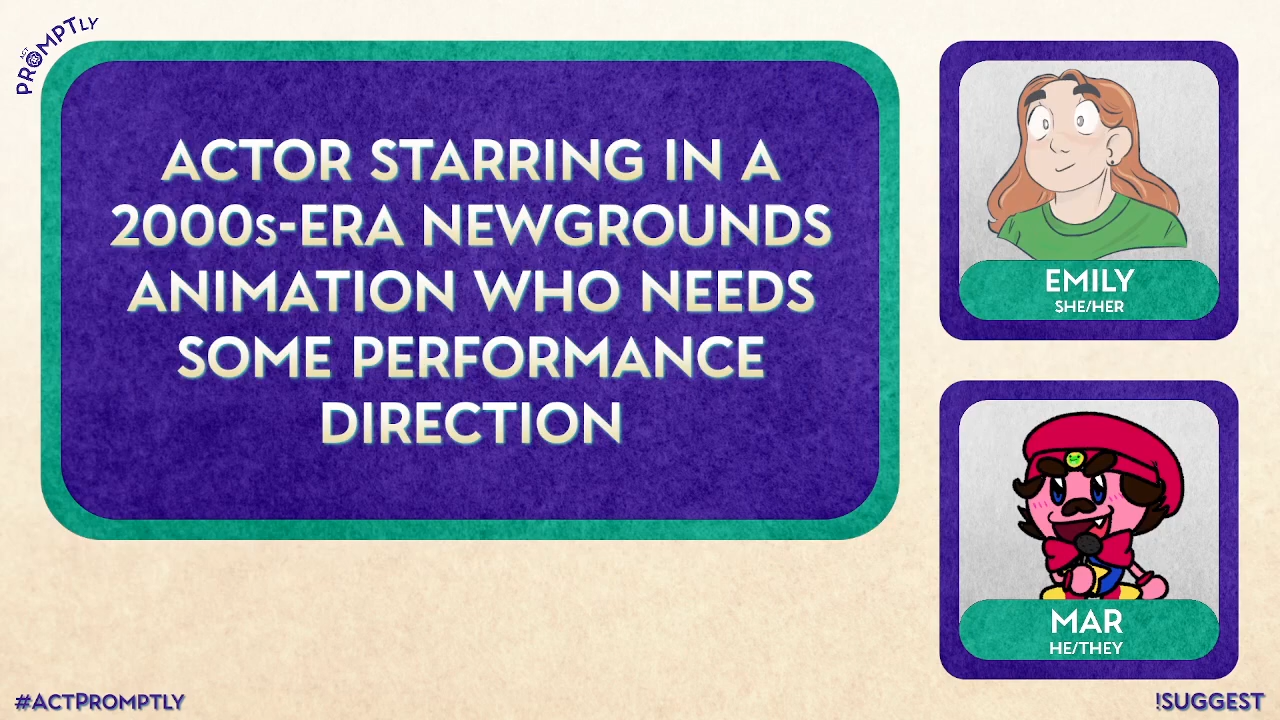 ACT
PROMPTLY
ACTOR STARRING IN A
2000s-ERA NEWGROUNDS
ANIMATION WHO NEEDS
SOME PERFORMANCE
DIRECTION
EMILY
SHE/HER
MAR
HE/THEY
#ACTPROMPTLY
!SUGGEST